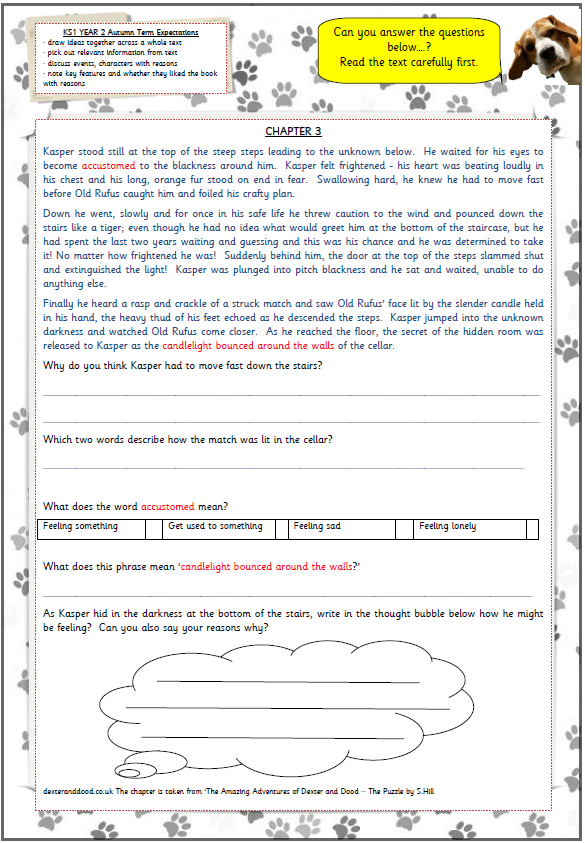 KS1 YEAR 2 Autumn Term Expectations
- draw ideas together across a whole text
- pick out relevant information from text
- discuss events, characters with reasons
- note key features and whether they liked the book
with reasons
Can you answer the questions
below....?
Read the text carefully first.
CHAPTER 3
Kasper stood still at the top of the steep steps leading to the unknown below. He waited for his eyes to
become accustomed to the blackness around him. Kasper felt frightened - his heart was beating loudly in
his chest and his long, orange fur stood on end in fear. Swallowing hard, he knew he had to move fast
before Old Rufus caught him and foiled his crafty plan.
Down he went, slowly and for once in his safe life he threw caution to the wind and pounced down the
stairs like a tiger; even though he had no idea what would greet him at the bottom of the staircase, but he
had spent the last two years waiting and guessing and this was his chance and he was determined to take
it! No matter how frightened he was! Suddenly behind him, the door at the top of the steps slammed shut
and extinguished the light! Kasper was plunged into pitch blackness and he sat and waited, unable to do
anything else.
Finally he heard a rasp and crackle of a struck match and saw Old Rufus' face lit by the slender candle held
in his hand, the heavy thud of his feet echoed as he descended the steps. Kasper jumped into the unknown
darkness and watched Old Rufus come closer. As he reached the floor, the secret of the hidden room was
released to Kasper as the candlelight bounced around the walls of the cellar.
Why do you think Kasper had to move fast down the stairs?
Which two words describe how the match was lit in the cellar?
What does the word accustomed mean?
Feeling something Get used to something Feeling sad Feeling lonely
What does this phrase mean 'candlelight bounced around the walls?'
As Kasper hid in the darkness at the bottom of the stairs, write in the thought bubble below how he might
be feeling? Can you also say your reasons why?
dexteranddood.co.uk The chapter is taken from 'The Amazing Adventures of Dexter and Dood – The Puzzle by S.Hill